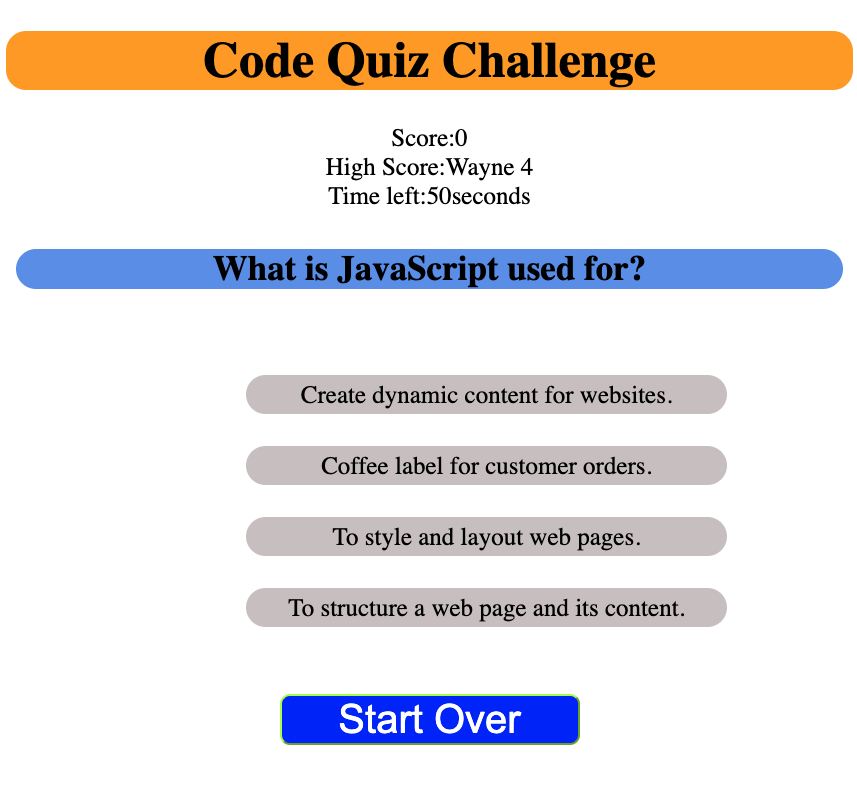 Code Quiz Challenge
Score:0
High Score:Wayne 4
Time left:50seconds
What is JavaScript used for?
Create dynamic content for websites.
Coffee label for customer orders.
To style and layout web pages.
To structure a web page and its content.
Start Over